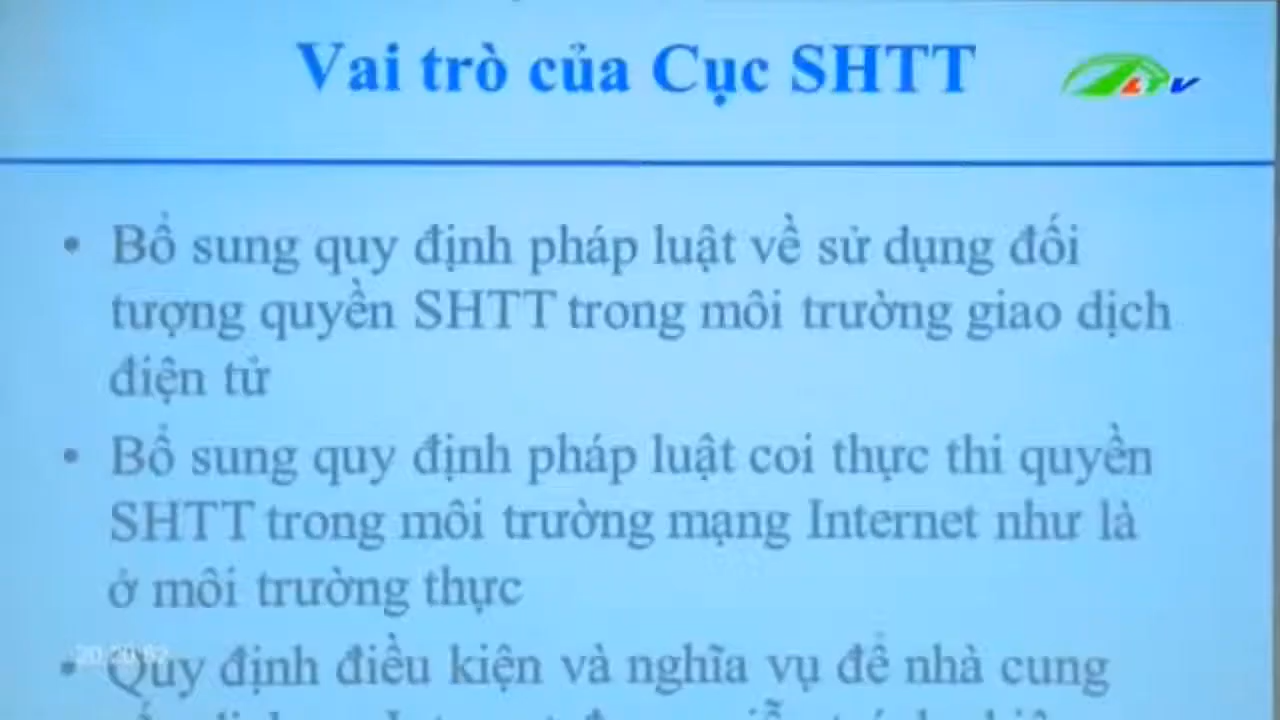 Vai trò của Cục SHTT
LTV
• Bổ sung quy định pháp luật về sử dụng đối
tượng quyền SHTT trong môi trường giao dịch
điện tử
• Bổ sung quy định pháp luật coi thực thi quyền
SHTT trong môi trường mạng Internet như là
ở môi trường thực
• Quy định điều kiện và nghĩa vụ để nhà cung